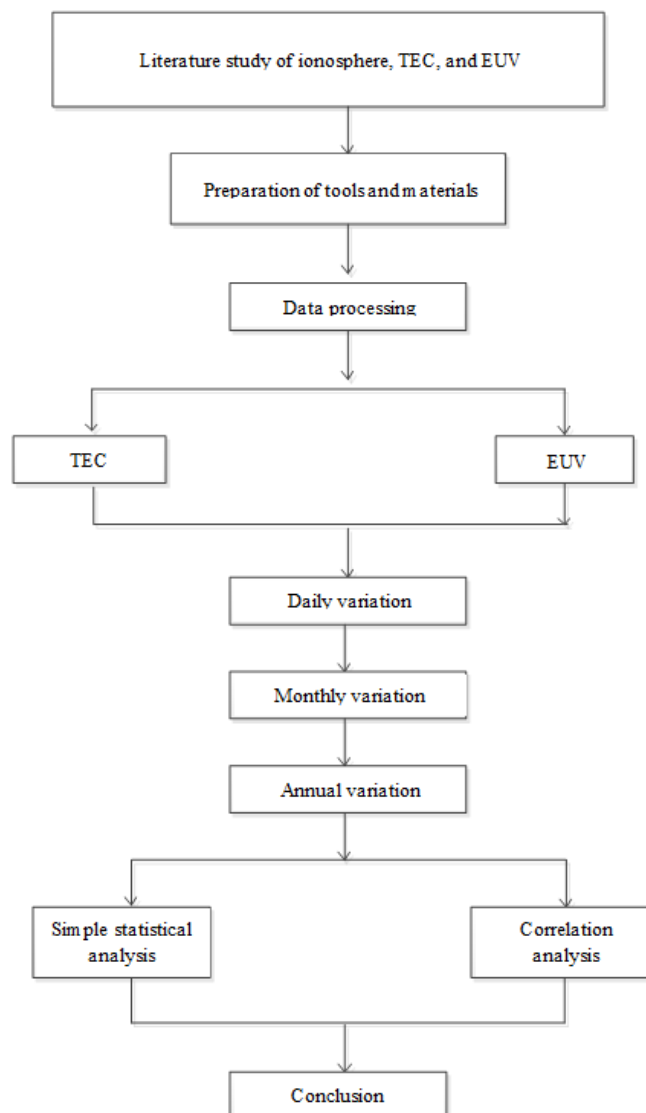 Literature study of ionosphere, TEC, and EUV
Preparation of tools and materials
Data processing
TEC
EUV
Daily variation
Monthly variation
Annual variation
Simple statistical
analysis
Correlation
analysis
Conclusion